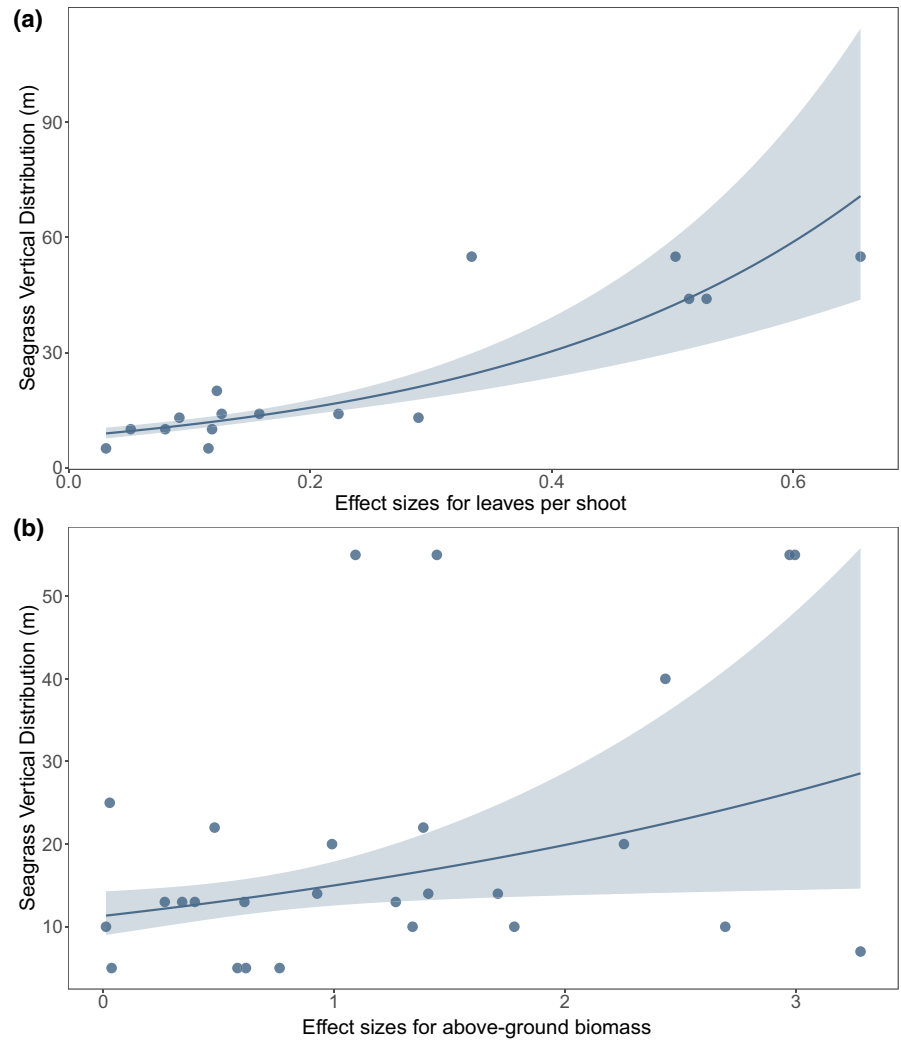 (a)
Seagrass Vertical Distribution (m)
90
60
30
0
0.0 0.2 0.4 0.6
Effect sizes for leaves per shoot
(b)
Seagrass Vertical Distribution (m)
50
40
30
20
10
0 1 2 3
Effect sizes for above-ground biomass